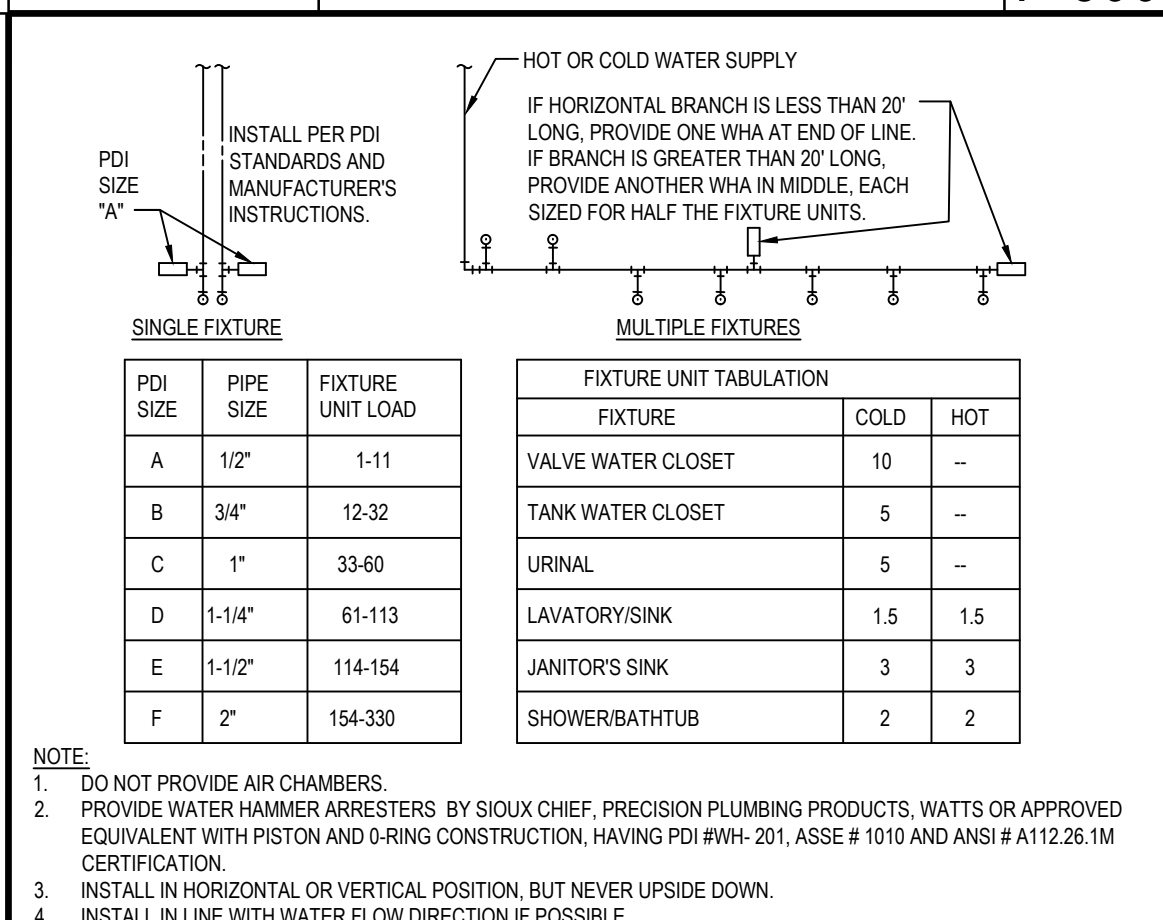 HOT OR COLD WATER SUPPLY
IF HORIZONTAL BRANCH IS LESS THAN 20'
LONG, PROVIDE ONE WHA AT END OF LINE.
IF BRANCH IS GREATER THAN 20' LONG,
PROVIDE ANOTHER WHA IN MIDDLE, EACH
SIZED FOR HALF THE FIXTURE UNITS.
INSTALL PER PDI
STANDARDS AND
MANUFACTURER'S
INSTRUCTIONS.
PDI
SIZE
"A"
SINGLE FIXTURE
MULTIPLE FIXTURES
PDI SIZE PIPE SIZE FIXTURE UNIT LOAD
A 1/2" 1-11
B 3/4" 12-32
C 1" 33-60
D 1-1/4" 61-113
E 1-1/2" 114-154
F 2" 154-330
FIXTURE UNIT TABULATION
FIXTURE COLD HOT
VALVE WATER CLOSET 10 --
TANK WATER CLOSET 5 --
URINAL 5 --
LAVATORY/SINK 1.5 1.5
JANITOR'S SINK 3 3
SHOWER/BATHTUB 2 2
NOTE:
1. DO NOT PROVIDE AIR CHAMBERS.
2. PROVIDE WATER HAMMER ARRESTERS BY SIOUX CHIEF, PRECISION PLUMBING PRODUCTS, WATTS OR APPROVED
EQUIVALENT WITH PISTON AND 0-RING CONSTRUCTION, HAVING PDI #WH- 201, ASSE # 1010 AND ANSI # A112.26.1M
CERTIFICATION.
3. INSTALL IN HORIZONTAL OR VERTICAL POSITION, BUT NEVER UPSIDE DOWN.
4. INSTALL IN LINE WITH WATER FLOW DIRECTION IF POSSIBLE